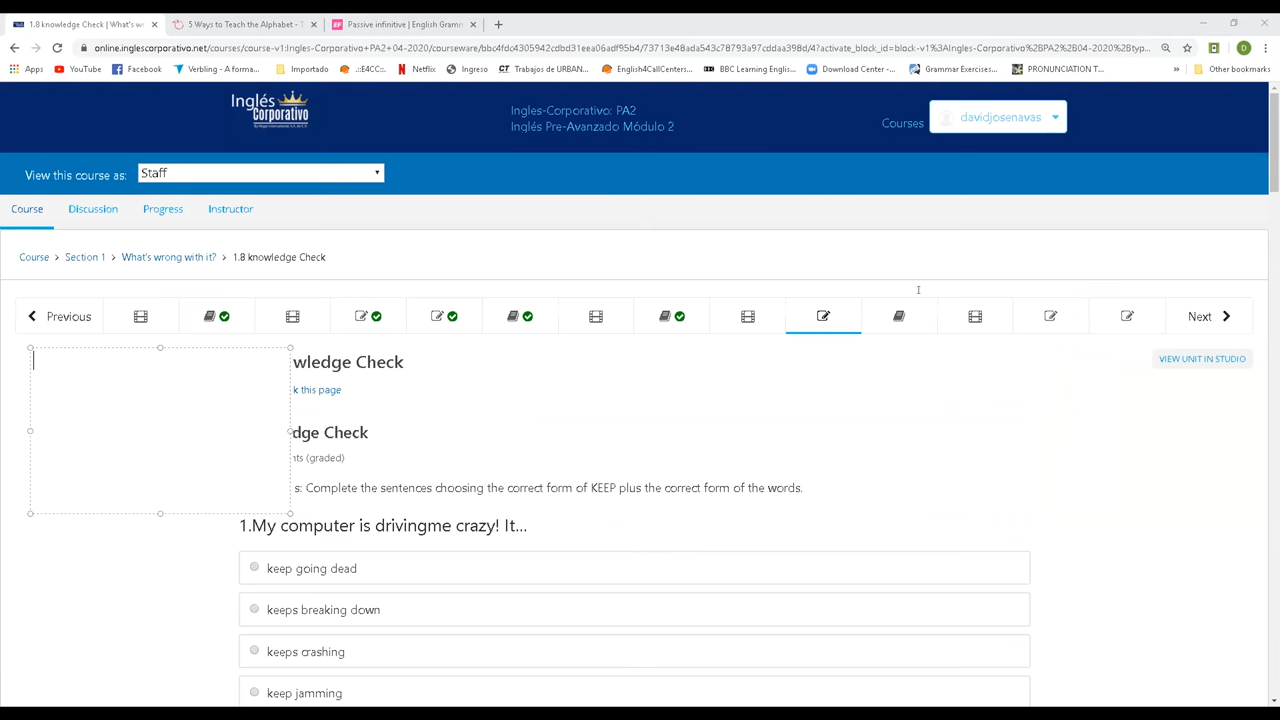 1.8 knowledge Check | What's wr
5 Ways to Teach the Alphabet - T
Passive infinitive | English Gram
online.inglescorporativo.net/courses/course-v1:Ingles-Corporativo+PA2+04-2020/courseware/bbc4fdc4305942cdbd31eea06adf95b4/73713e48ada543c78793a97cddaa398d/4?activate_block_id=block-v1%3AIngles-Corporativo%2BPA2%2B04-2020%2Btyp...
D
Apps
YouTube
Facebook
Verbling - A forma...
Importado
.::E4CC::.
Netflix
Ingreso
CT
Trabajos de URBAN...
English4CallCenters...
BBC Learning English...
Download Center -...
Grammar Exercises...
PRONUNCIATION T...
»
Other bookmarks
Inglés
Corporativo
Ingles-Corporativo: PA2
Inglés Pre-Avanzado Módulo 2
Courses
davidjosenavas
View this course as:
Staff
Course
Discussion
Progress
Instructor
Course > Section 1 > What's wrong with it? > 1.8 knowledge Check
Previous
Next
wledge Check
VIEW UNIT IN STUDIO
k this page
dge Check
nts (graded)
s: Complete the sentences choosing the correct form of KEEP plus the correct form of the words.
1.My computer is drivingme crazy! It...
keep going dead
keeps breaking down
keeps crashing
keep jamming